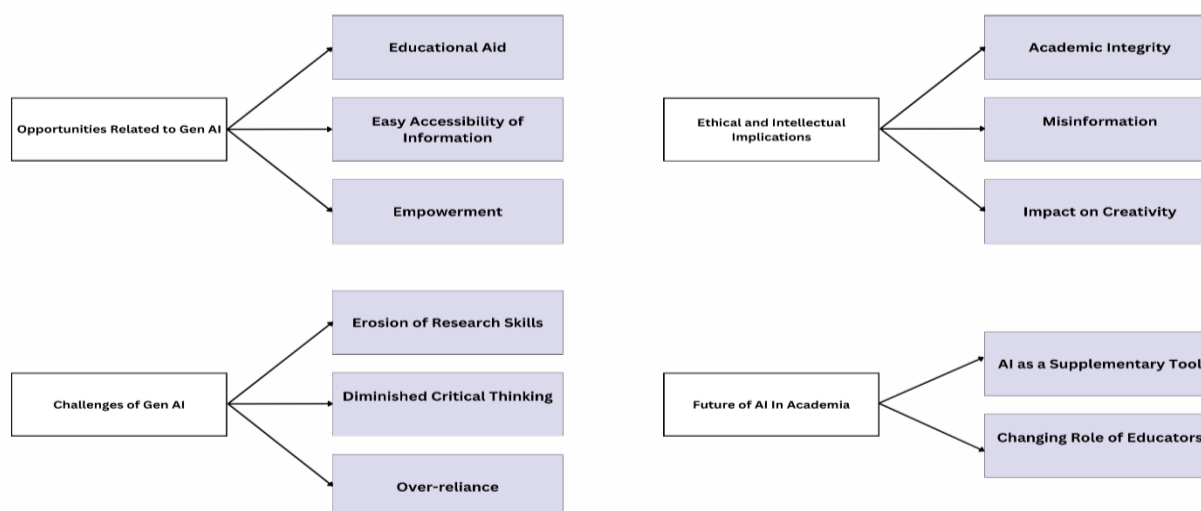 Opportunities Related to Gen AI
Educational Aid
Easy Accessibility of
Information
Empowerment
Ethical and Intellectual
Implications
Academic Integrity
Misinformation
Impact on Creativity
Challenges of Gen AI
Erosion of Research Skills
Diminished Critical Thinking
Over-reliance
Future of AI In Academia
AI as a Supplementary Tool
Changing Role of Educators